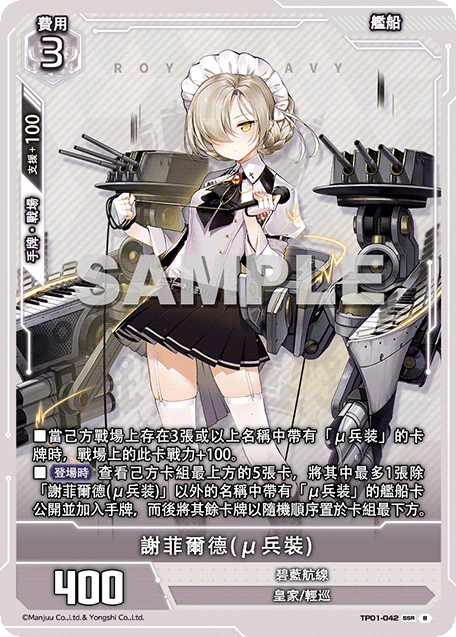 費用
3
艦船
ROYAL NAVY
支援+100
手牌・戰場
SAMPLE
■當己方戰場上存在3張或以上名稱中帶有「μ兵裝」的卡
牌時，戰場上的此卡戰力+100。
■登場時 查看己方卡組最上方的5張卡，將其中最多1張除
「謝菲爾德(μ兵裝)」以外的名稱中帶有「μ兵裝」的艦船卡
公開並加入手牌，而後將其餘卡牌以隨機順序置於卡組最下方。
謝菲爾德(μ兵裝)
400
碧藍航線
皇家/輕巡
©Manjuu Co.,Ltd. & Yongshi Co.,Ltd.
TP01-042 SSR B